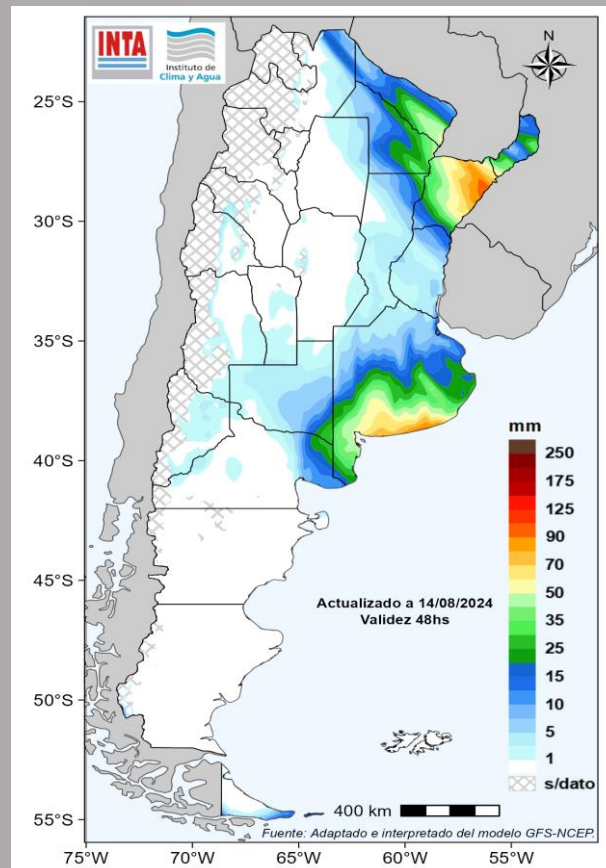 INTA
Instituto de
Clima y Agua
N
25°S
30°S
35°S
40°S
45°S
50°S
55°S
mm
250
175
125
90
70
50
35
25
15
10
5
1
s/dato
Actualizado a 14/08/2024
Validez 48hs
400 km
Fuente: Adaptado e interpretado del modelo GFS-NCEP.
75°W
70°W
65°W
60°W
55°W